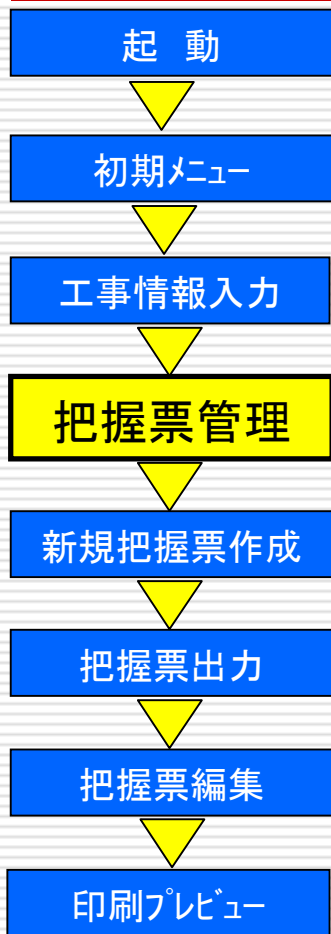 起 動
初期ﾒﾆｭｰ
工事情報入力
把握票管理
新規把握票作成
把握票出力
把握票編集
印刷ﾌﾟﾚﾋﾞｭｰ